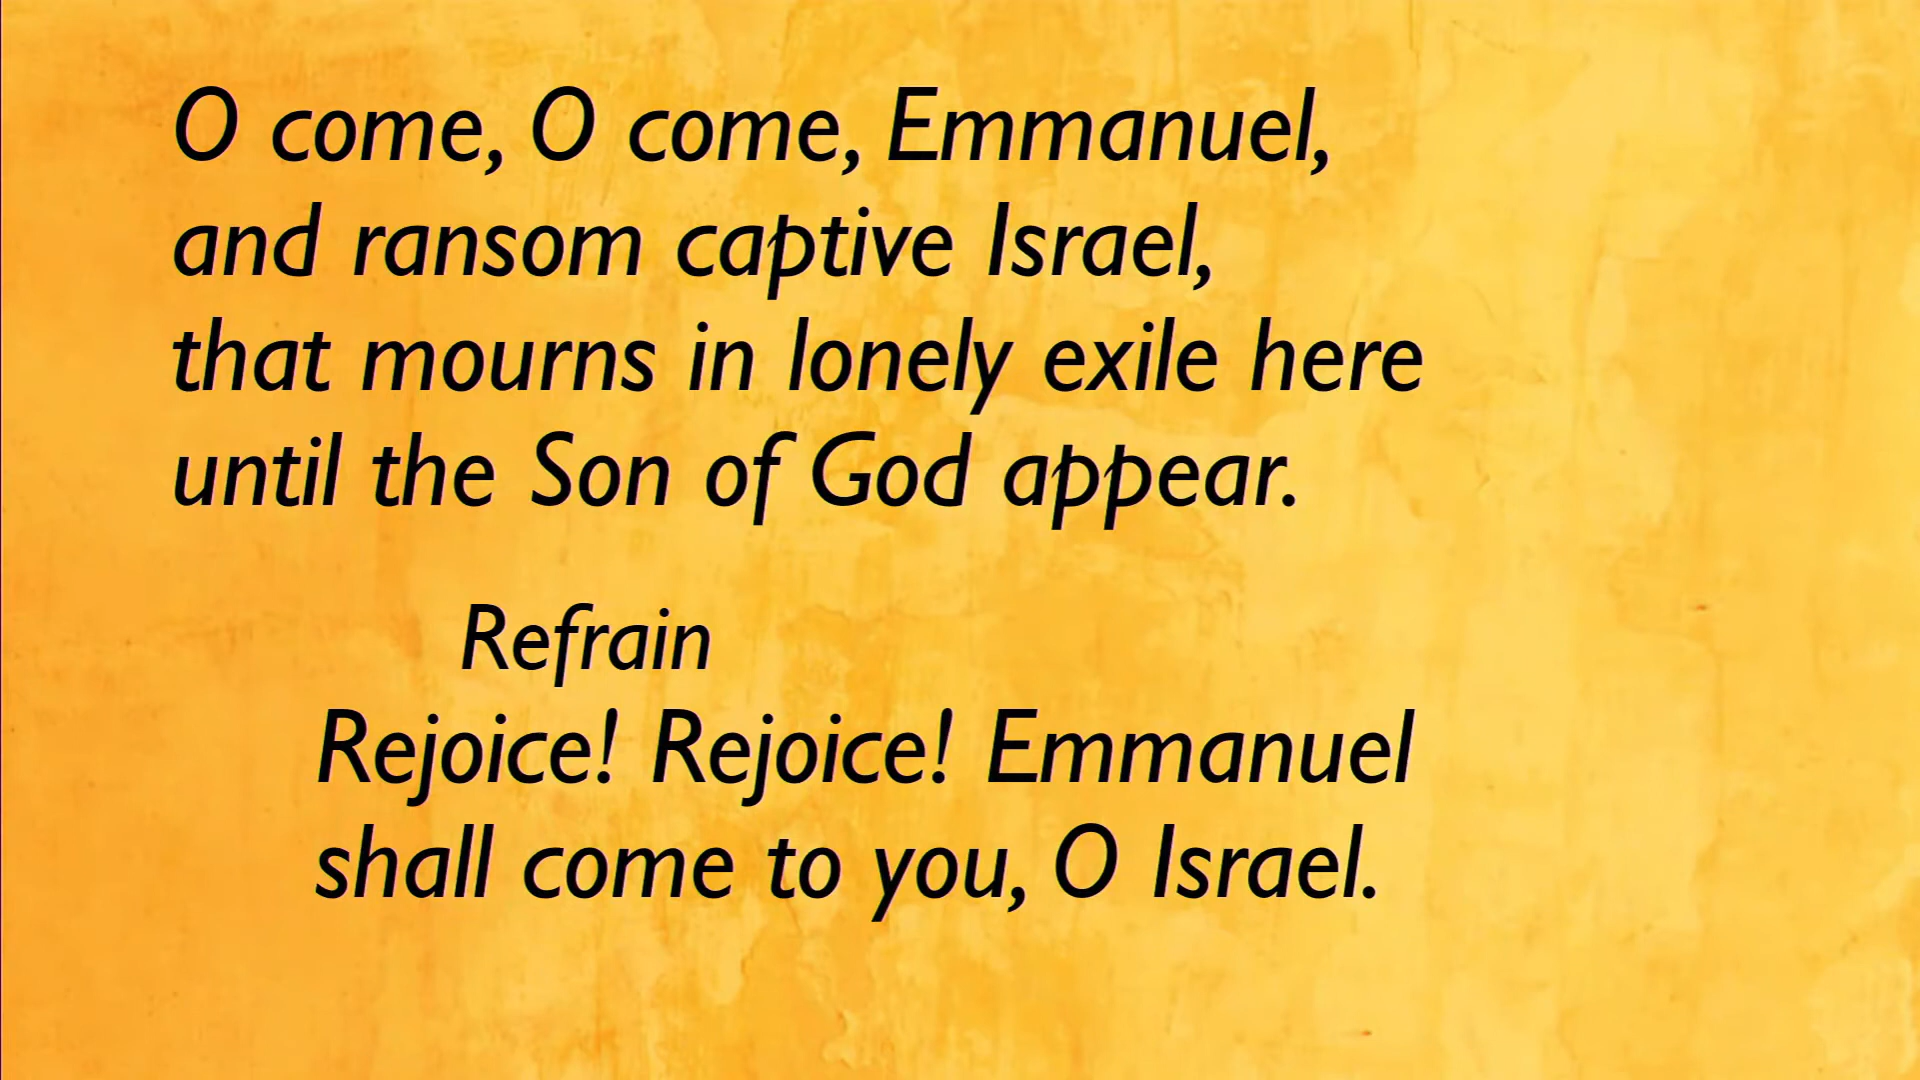 O come, O come, Emmanuel,
and ransom captive Israel,
that mourns in lonely exile here
until the Son of God appear.
Refrain
Rejoice! Rejoice! Emmanuel
shall come to you, O Israel.